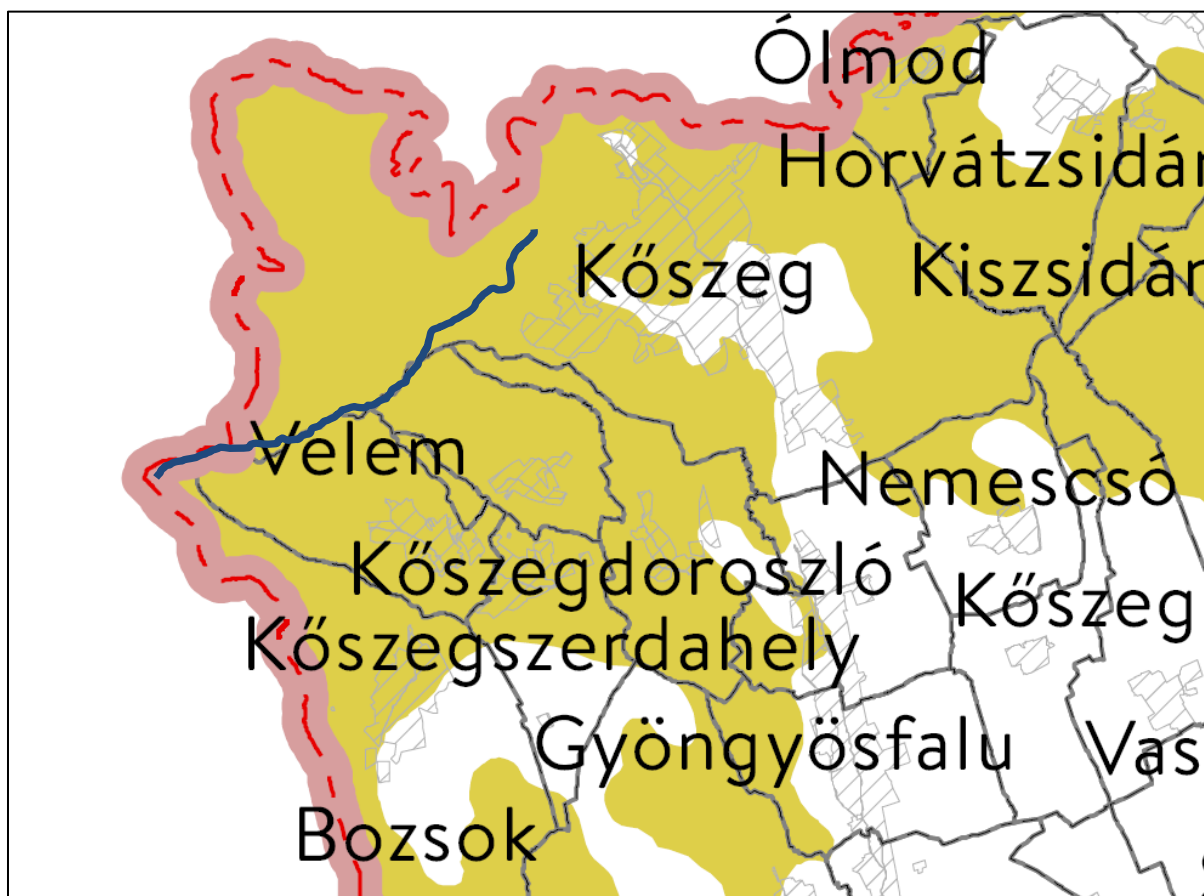 Ólmod
Horvátzsidán
Kőszeg
Kiszsidán
Velem
Nemescsó
Kőszegdoroszló
Kőszeg
Kőszegszerdahely
Gyöngyösfalu
Vas
Bozsok